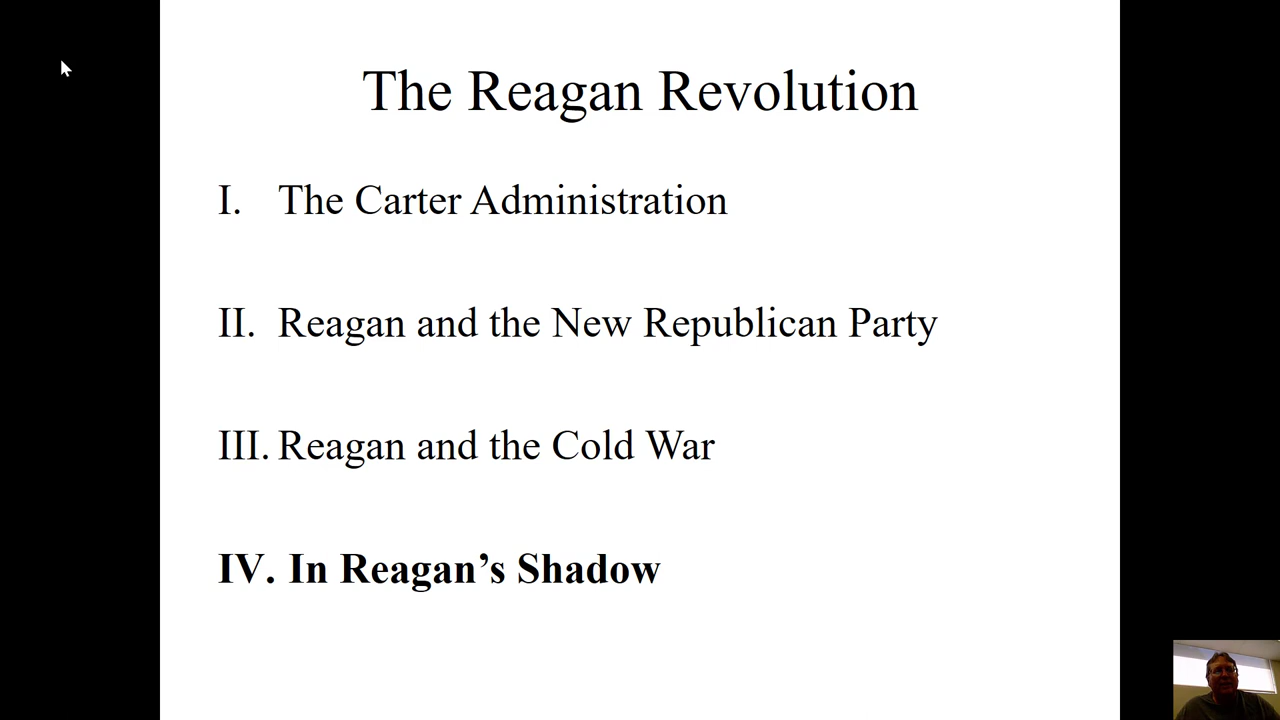 The Reagan Revolution
I. The Carter Administration
II. Reagan and the New Republican Party
III. Reagan and the Cold War
IV. In Reagan’s Shadow